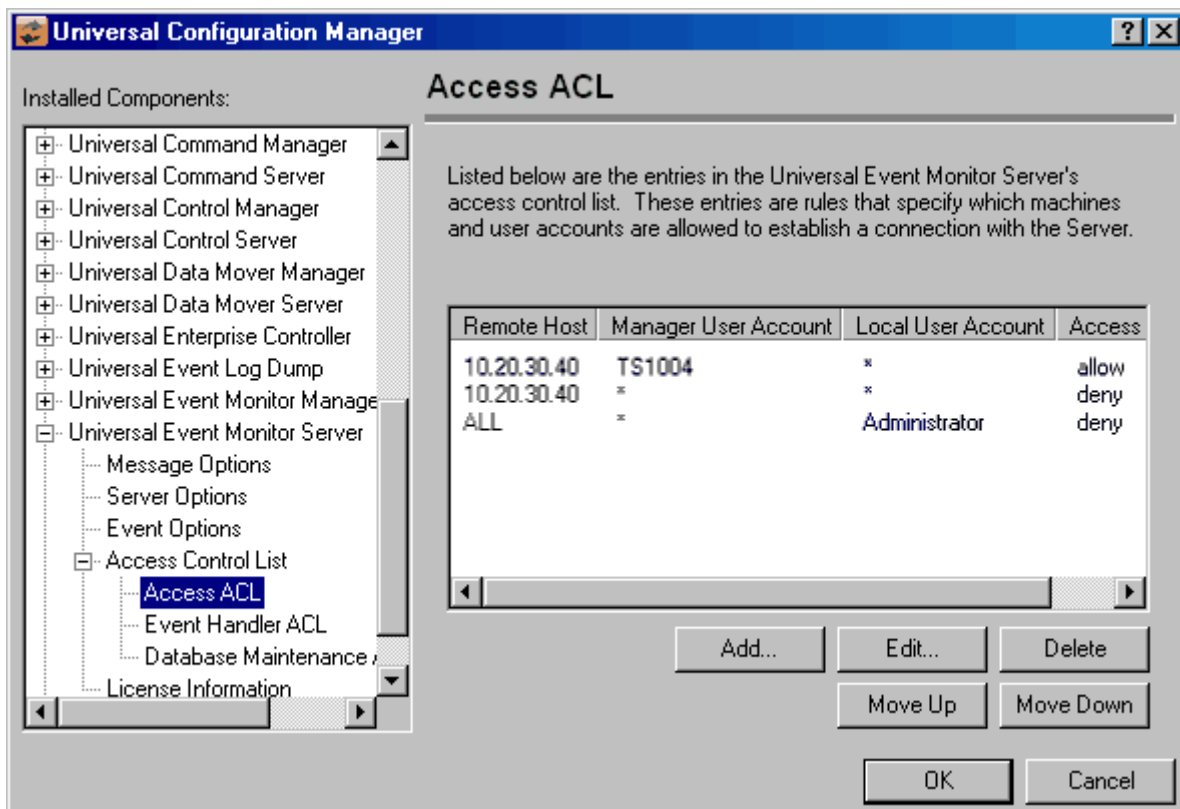 Universal Configuration Manager
Installed Components:
Universal Command Manager
Universal Command Server
Universal Control Manager
Universal Control Server
Universal Data Mover Manager
Universal Data Mover Server
Universal Enterprise Controller
Universal Event Log Dump
Universal Event Monitor Manage
Universal Event Monitor Server
Message Options
Server Options
Event Options
Access Control List
Access ACL
Event Handler ACL
Database Maintenance
License Information
Access ACL
Listed below are the entries in the Universal Event Monitor Server's
access control list. These entries are rules that specify which machines
and user accounts are allowed to establish a connection with the Server.
Remote Host Manager User Account Local User Account Access
10.20.30.40 TS1004 * allow
10.20.30.40 * * deny
ALL * Administrator deny
Add... Edit... Delete
Move Up Move Down
OK Cancel